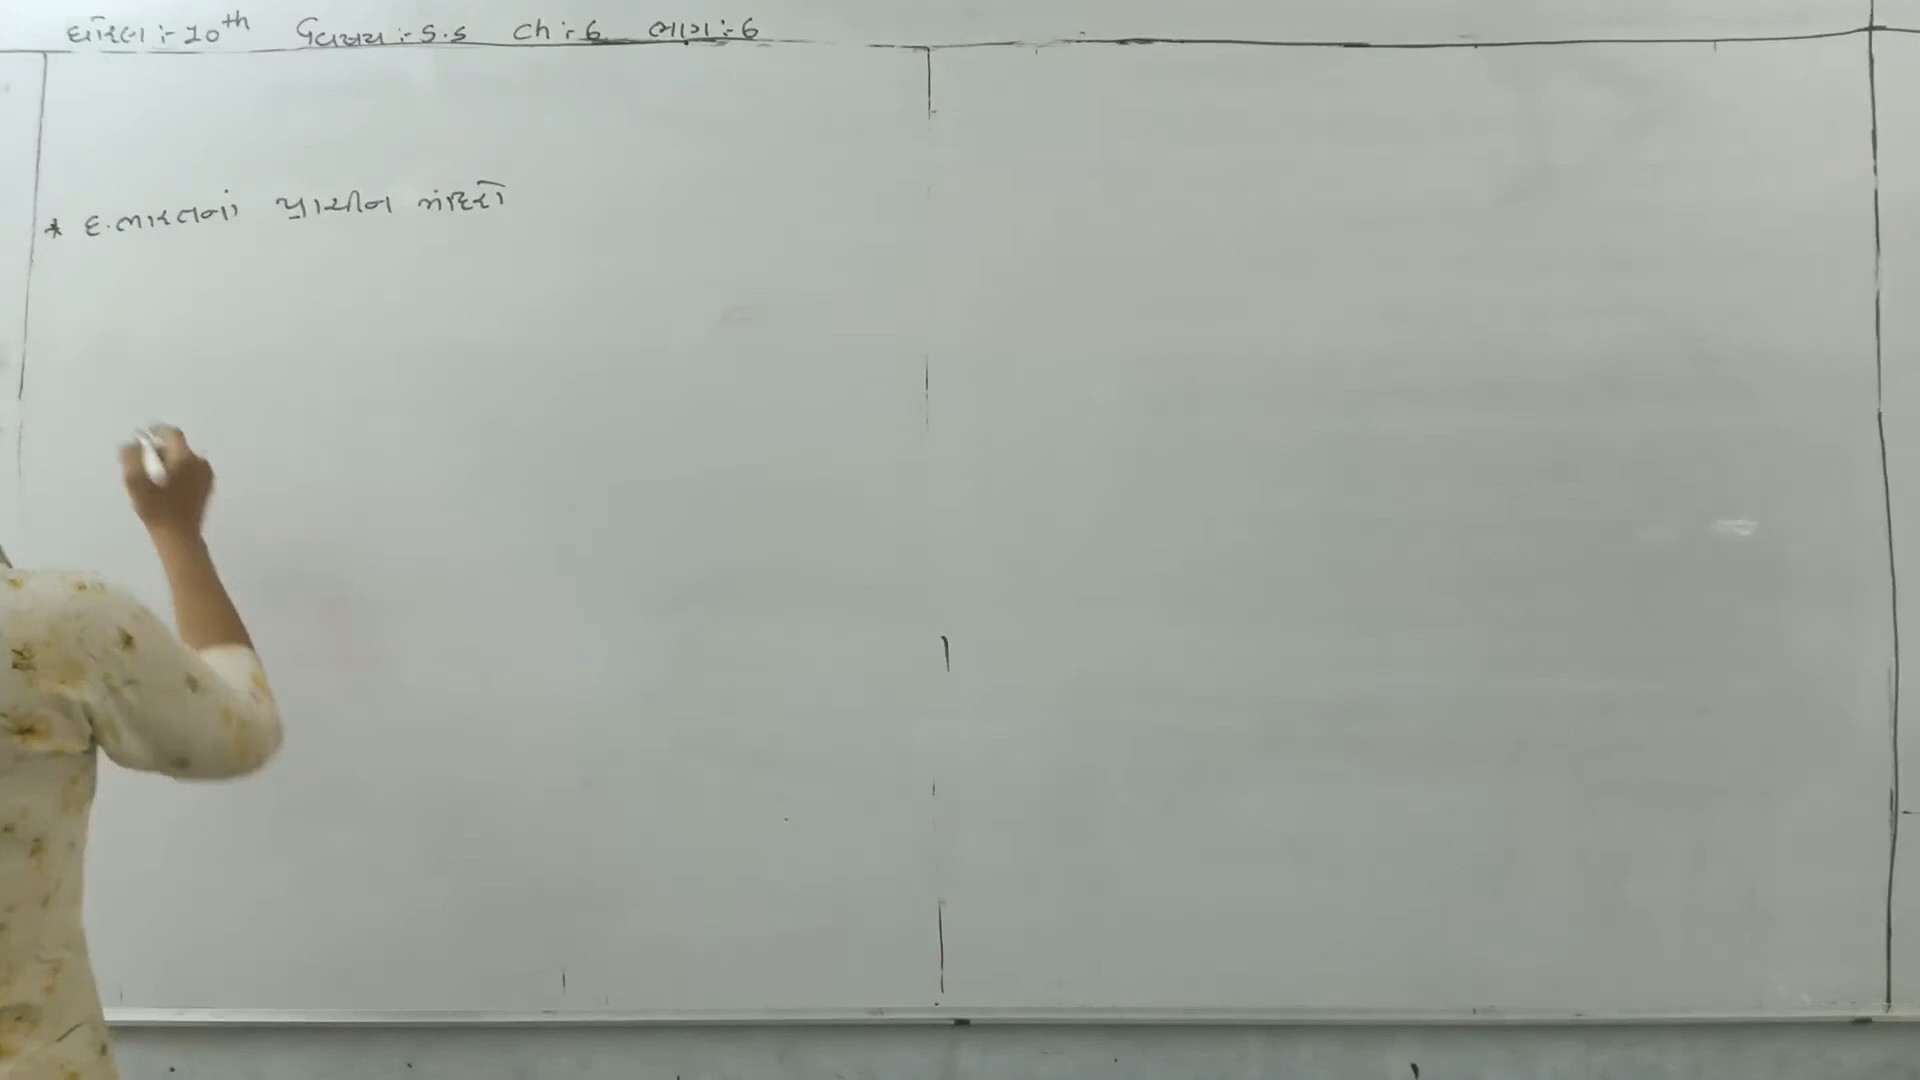 ધોરણ :- 10th વિષય :- S.S Ch :- 6 ભાગ :- 6
* દ.ભારતનાં પ્રાચીન મંદિરો